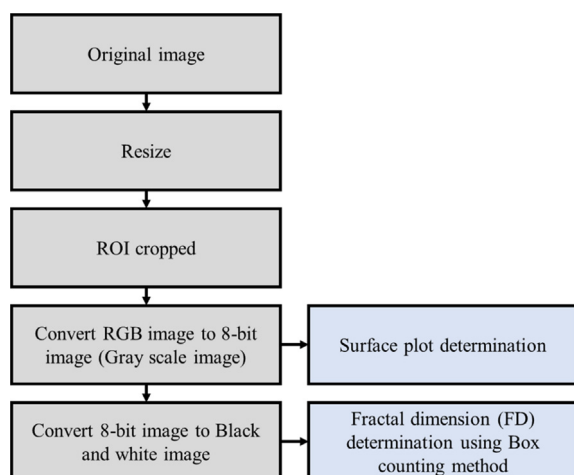 Original image
Resize
ROI cropped
Convert RGB image to 8-bit
image (Gray scale image)
Surface plot determination
Convert 8-bit image to Black
and white image
Fractal dimension (FD)
determination using Box
counting method